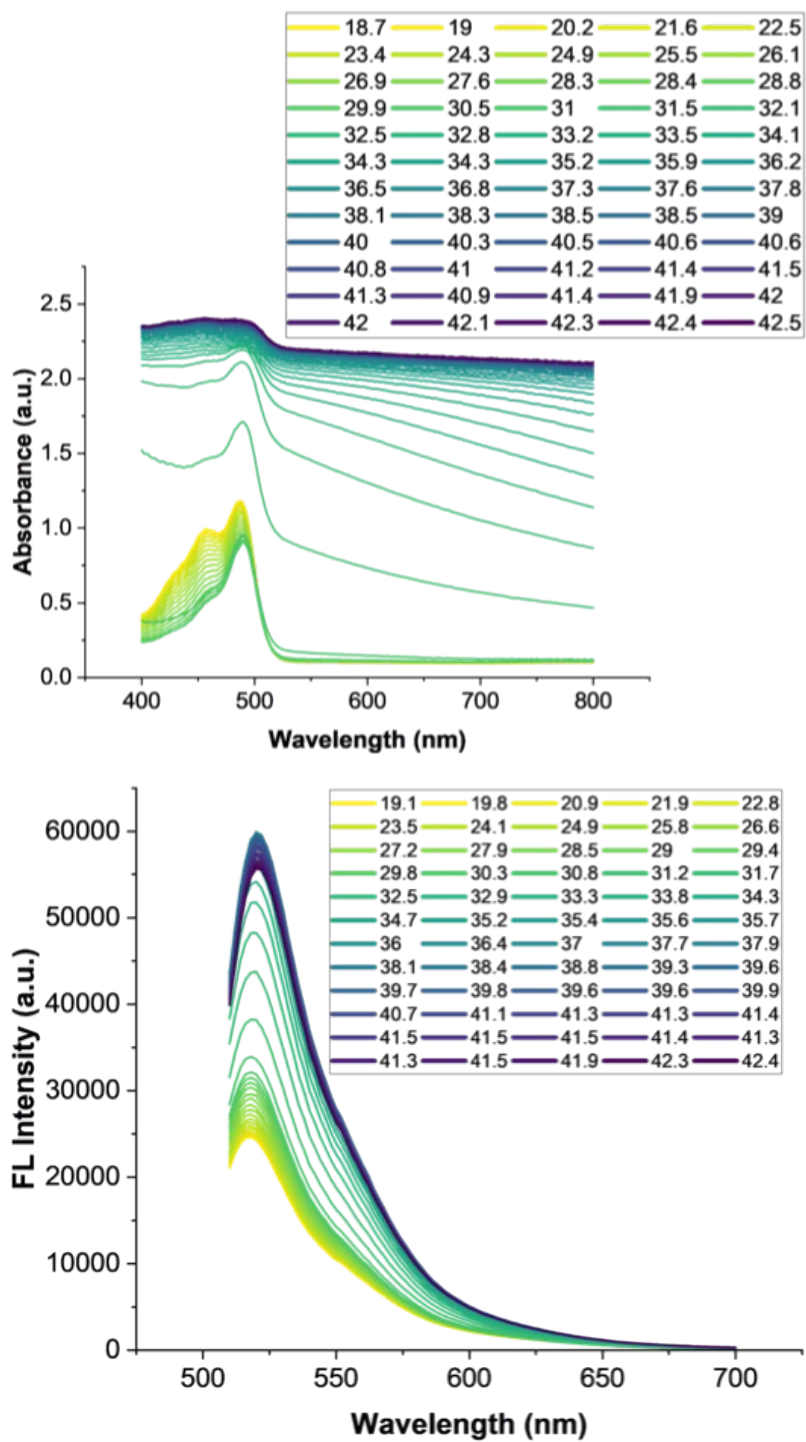 18.7 19 20.2 21.6 22.5
23.4 24.3 24.9 25.5 26.1
26.9 27.6 28.3 28.4 28.8
29.9 30.5 31 31.5 32.1
32.5 32.8 33.2 33.5 34.1
34.3 34.3 35.2 35.9 36.2
36.5 36.8 37.3 37.6 37.8
38.1 38.3 38.5 38.5 39
40 40.3 40.5 40.6 40.6
40.8 41 41.2 41.4 41.5
41.3 40.9 41.4 41.9 42
42 42.1 42.3 42.4 42.5
2.5
2.0
1.5
1.0
0.5
0.0
Absorbance (a.u.)
400 500 600 700 800
Wavelength (nm)
19.1 19.8 20.9 21.9 22.8
23.5 24.1 24.9 25.8 26.6
27.2 27.9 28.5 29 29.4
29.8 30.3 30.8 31.2 31.7
32.5 32.9 33.3 33.8 34.3
34.7 35.2 35.4 35.6 35.7
36 36.4 37 37.7 37.9
38.1 38.4 38.8 39.3 39.6
39.7 39.8 39.6 39.6 39.9
40.7 41.1 41.3 41.3 41.4
41.5 41.5 41.5 41.4 41.3
41.3 41.5 41.9 42.3 42.4
60000
50000
40000
30000
20000
10000
0
FL Intensity (a.u.)
500 550 600 650 700
Wavelength (nm)